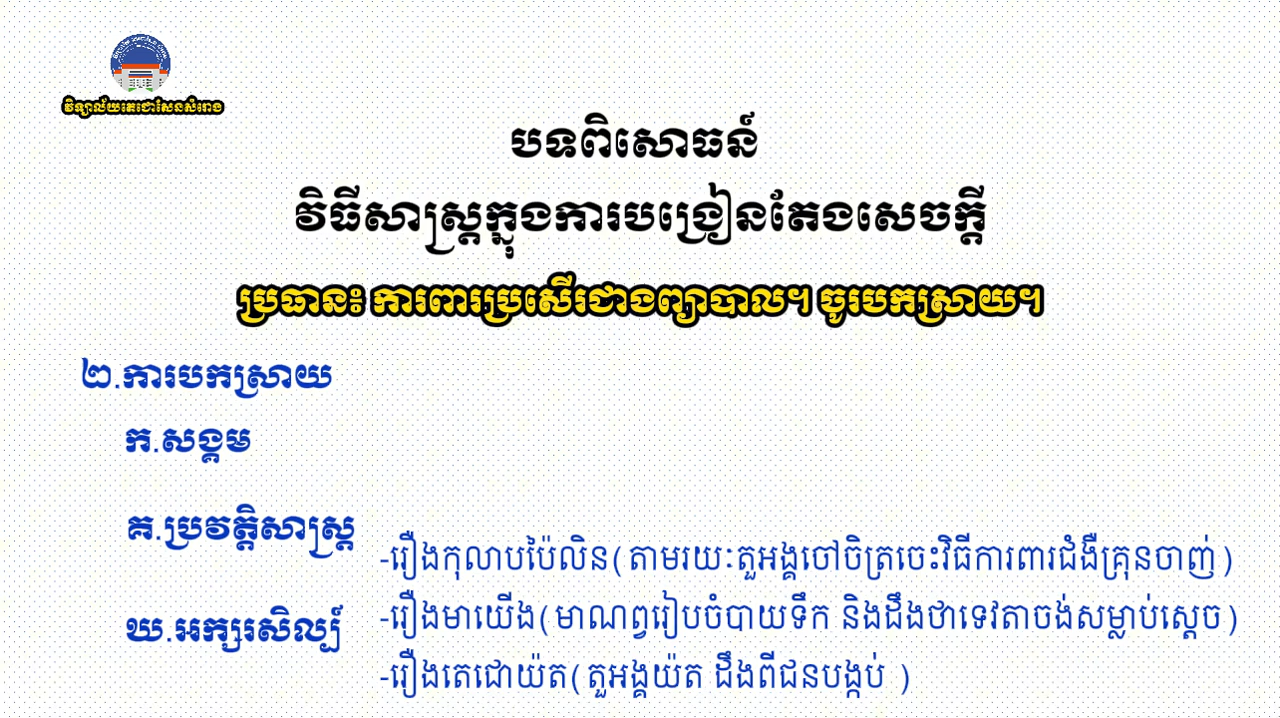 វិទ្យាល័យតេជោសែនសំរោង
បទពិសោធន៍
វិធីសាស្ត្រក្នុងការបង្រៀនតែងសេចក្តី
ប្រធាន៖ ការពារប្រសើរជាងព្យាបាល។ ចូរបកស្រាយ។
២.ការបកស្រាយ
ក.សង្គម
គ.ប្រវត្តិសាស្ត្រ
-រឿងកុលាបប៉ៃលិន(តាមរយៈតួអង្គចៅចិត្រចេះវិធីការពារជំងឺគ្រុនចាញ់)
ឃ.អក្សរសិល្ប៍
-រឿងមាយើង(មាណព្វរៀបចំបាយទឹក និងដឹងថាទេវតាចង់សម្លាប់ស្តេច)
-រឿងតេជោយ៉ត(តួអង្គយ៉ត ដឹងពីជនបង្កប់ )